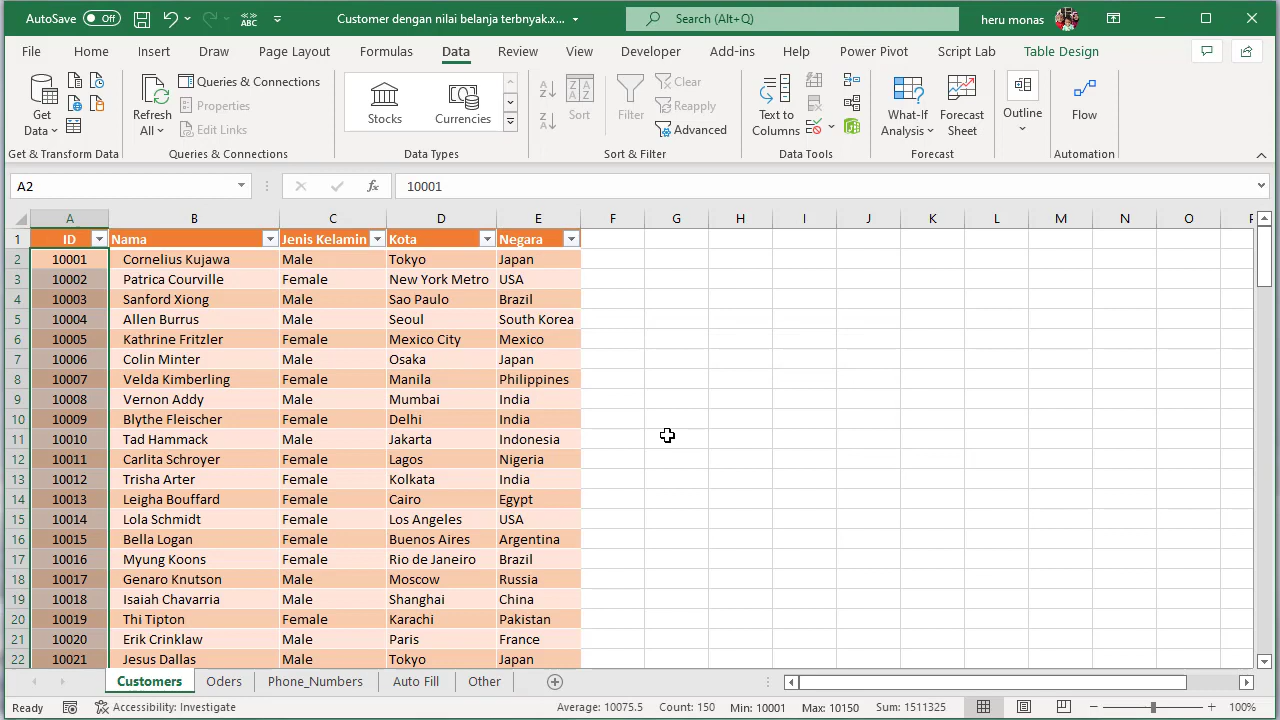 AutoSave Off Customer dengan nilai belanja terbnyak.x... Search (Alt+Q) heru monas
File Home Insert Draw Page Layout Formulas Data Review View Developer Add-ins Help Power Pivot Script Lab Table Design
Get Data Refresh All Queries & Connections Properties Edit Links Stocks Currencies Sort Filter Clear Reapply Advanced Text to Columns What-If Analysis Forecast Sheet Outline Flow
Get & Transform Data Queries & Connections Data Types Sort & Filter Data Tools Forecast Automation
A2 fx 10001
A B C D E F G H I J K L M N O P
1 ID Nama Jenis Kelamin Kota Negara
2 10001 Cornelius Kujawa Male Tokyo Japan
3 10002 Patrica Courville Female New York Metro USA
4 10003 Sanford Xiong Male Sao Paulo Brazil
5 10004 Allen Burrus Male Seoul South Korea
6 10005 Kathrine Fritzler Female Mexico City Mexico
7 10006 Colin Minter Male Osaka Japan
8 10007 Velda Kimberling Female Manila Philippines
9 10008 Vernon Addy Male Mumbai India
10 10009 Blythe Fleischer Female Delhi India
11 10010 Tad Hammack Male Jakarta Indonesia
12 10011 Carlita Schroyer Female Lagos Nigeria
13 10012 Trisha Arter Female Kolkata India
14 10013 Leigha Bouffard Female Cairo Egypt
15 10014 Lola Schmidt Female Los Angeles USA
16 10015 Bella Logan Female Buenos Aires Argentina
17 10016 Myung Koons Female Rio de Janeiro Brazil
18 10017 Genaro Knutson Male Moscow Russia
19 10018 Isaiah Chavarria Male Shanghai China
20 10019 Thi Tipton Female Karachi Pakistan
21 10020 Erik Crinklaw Male Paris France
22 10021 Jesus Dallas Male Tokyo Japan
Customers Oders Phone_Numbers Auto Fill Other
Ready Accessibility: Investigate Average: 10075.5 Count: 150 Min: 10001 Max: 10150 Sum: 1511325 100%